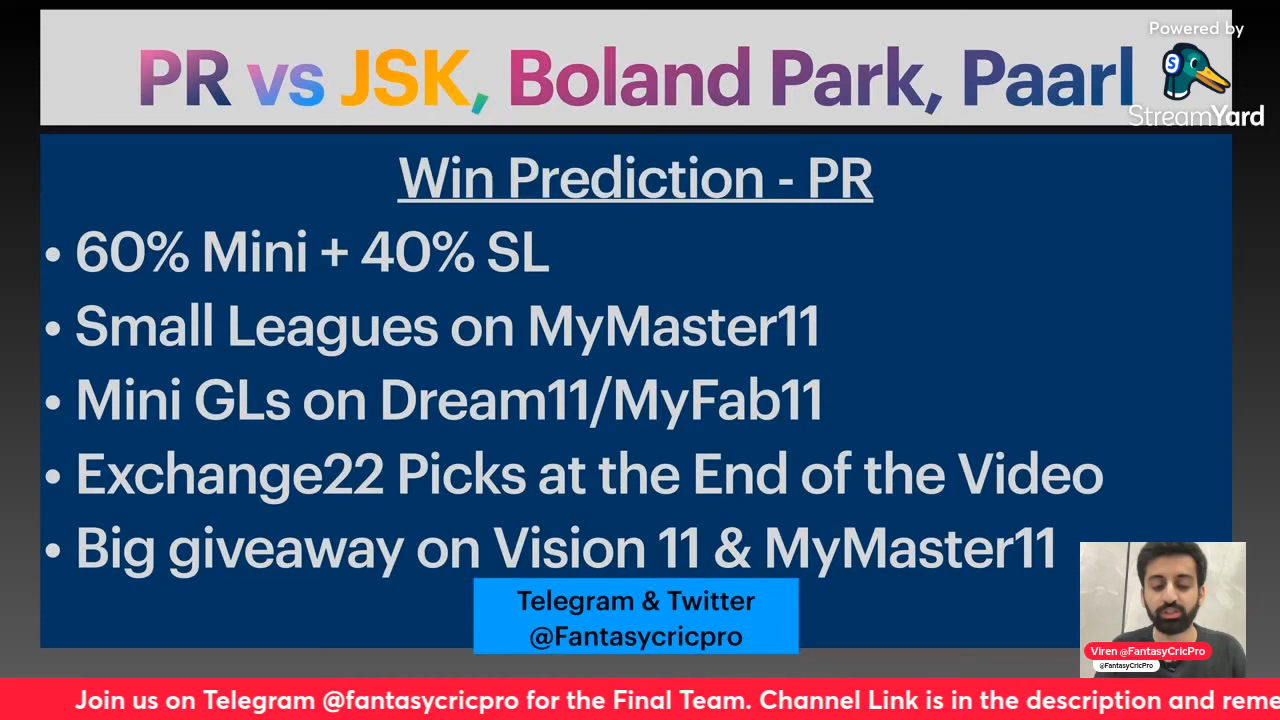 PR vs JSK, Boland Park, Paarl
Powered by
S
StreamYard
Win Prediction - PR
• 60% Mini + 40% SL
• Small Leagues on MyMaster11
• Mini GLs on Dream11/MyFab11
• Exchange22 Picks at the End of the Video
• Big giveaway on Vision 11 & MyMaster11
Telegram & Twitter
@Fantasycricpro
Viren @FantasyCricPro
@FantasyCricPro
Join us on Telegram @fantasycricpro for the Final Team. Channel Link is in the description and reme